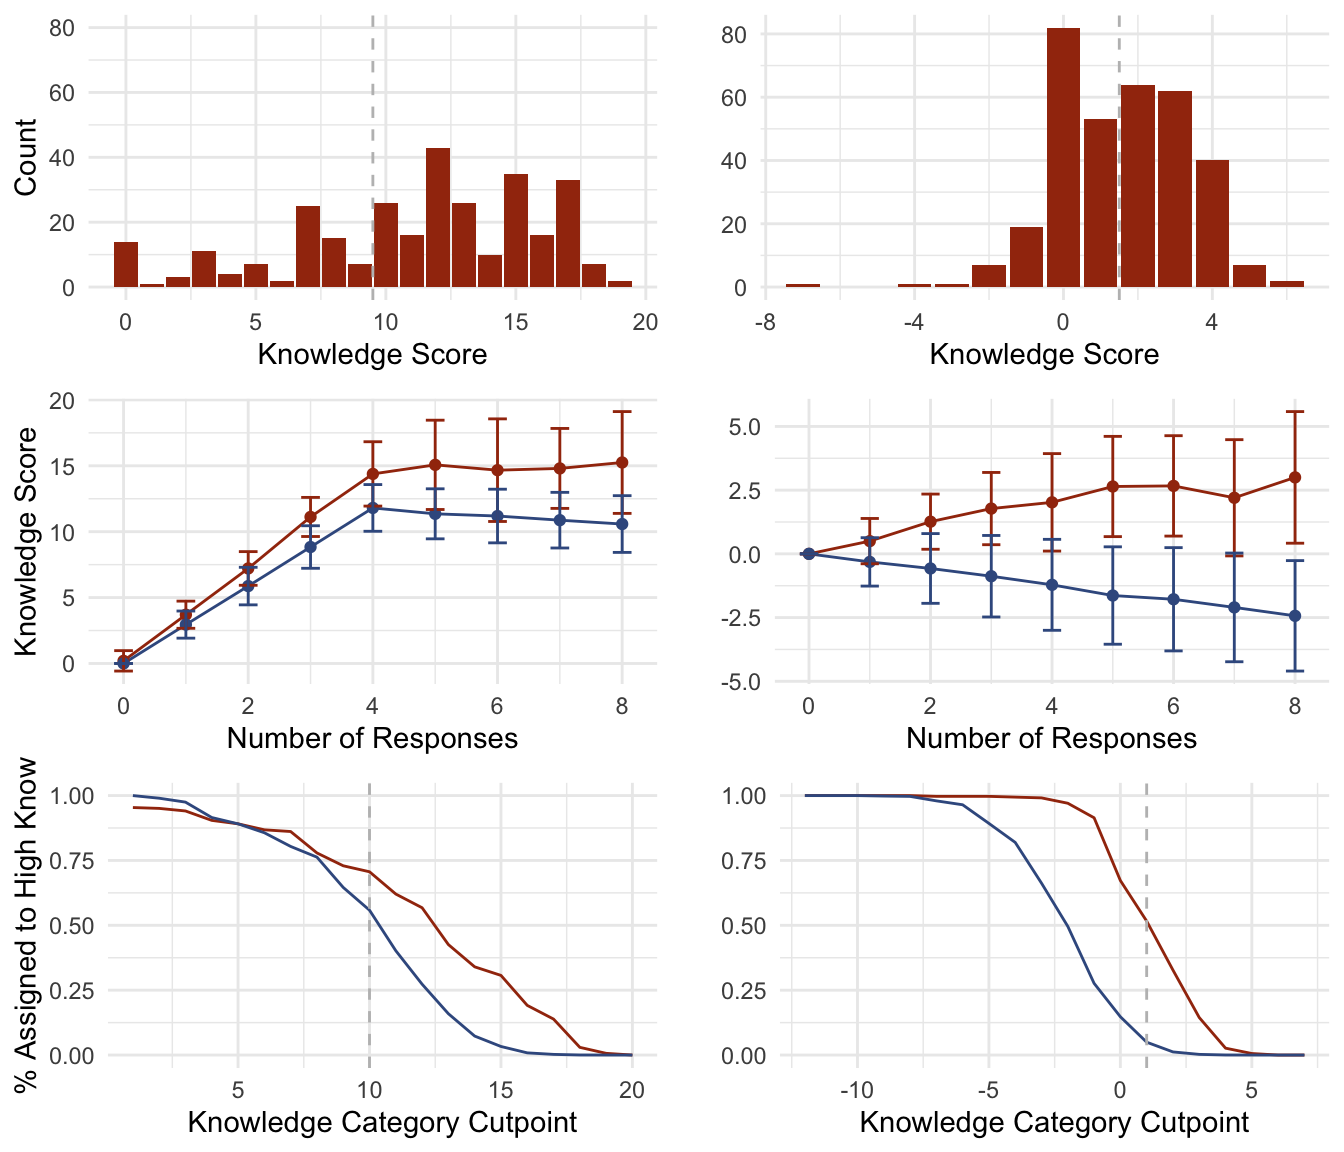 80
60
40
20
0
Count
0 5 10 15 20
Knowledge Score
80
60
40
20
0
-8 -4 0 4
Knowledge Score
20
15
10
5
0
Knowledge Score
0 2 4 6 8
Number of Responses
5.0
2.5
0.0
-2.5
-5.0
0 2 4 6 8
Number of Responses
1.00
0.75
0.50
0.25
0.00
% Assigned to High Know
5 10 15 20
Knowledge Category Cutpoint
1.00
0.75
0.50
0.25
0.00
-10 -5 0 5
Knowledge Category Cutpoint